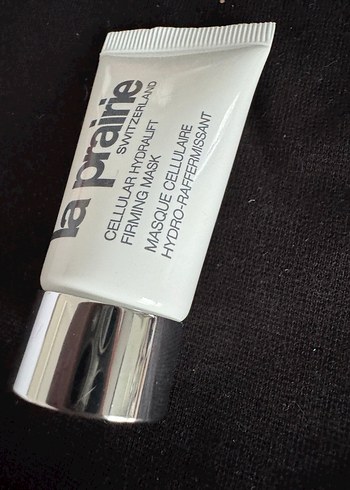 la prairie
SWITZERLAND
CELLULAR HYDRALIFT
FIRMING MASK
MASQUE CELLULAIRE
HYDRO-RAFFERMISSANT